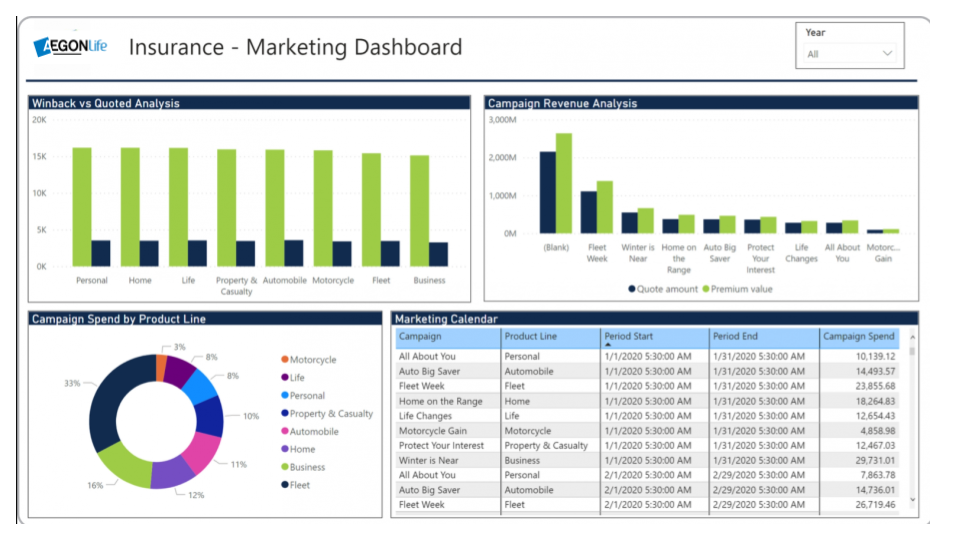 AEGONLife
Insurance - Marketing Dashboard
Year
All
Winback vs Quoted Analysis
20K
15K
10K
5K
0K
Personal
Home
Life
Property & Casualty
Automobile
Motorcycle
Fleet
Business
Campaign Revenue Analysis
3,000M
2,000M
1,000M
0M
(Blank)
Fleet Week
Winter is Near
Home on the Range
Auto Big Saver
Protect Your Interest
Life Changes
All About You
Motorc... Gain
Quote amount Premium value
Campaign Spend by Product Line
3%
8%
8%
10%
11%
12%
16%
33%
Motorcycle
Life
Personal
Property & Casualty
Automobile
Home
Business
Fleet
Marketing Calendar
Campaign Product Line Period Start Period End Campaign Spend
All About You Personal 1/1/2020 5:30:00 AM 1/31/2020 5:30:00 AM 10,139.12
Auto Big Saver Automobile 1/1/2020 5:30:00 AM 1/31/2020 5:30:00 AM 14,493.57
Fleet Week Fleet 1/1/2020 5:30:00 AM 1/31/2020 5:30:00 AM 23,855.68
Home on the Range Home 1/1/2020 5:30:00 AM 1/31/2020 5:30:00 AM 18,264.83
Life Changes Life 1/1/2020 5:30:00 AM 1/31/2020 5:30:00 AM 12,654.43
Motorcycle Gain Motorcycle 1/1/2020 5:30:00 AM 1/31/2020 5:30:00 AM 4,858.98
Protect Your Interest Property & Casualty 1/1/2020 5:30:00 AM 1/31/2020 5:30:00 AM 12,467.03
Winter is Near Business 1/1/2020 5:30:00 AM 1/31/2020 5:30:00 AM 29,731.01
All About You Personal 2/1/2020 5:30:00 AM 2/29/2020 5:30:00 AM 7,863.78
Auto Big Saver Automobile 2/1/2020 5:30:00 AM 2/29/2020 5:30:00 AM 14,736.01
Fleet Week Fleet 2/1/2020 5:30:00 AM 2/29/2020 5:30:00 AM 26,719.46